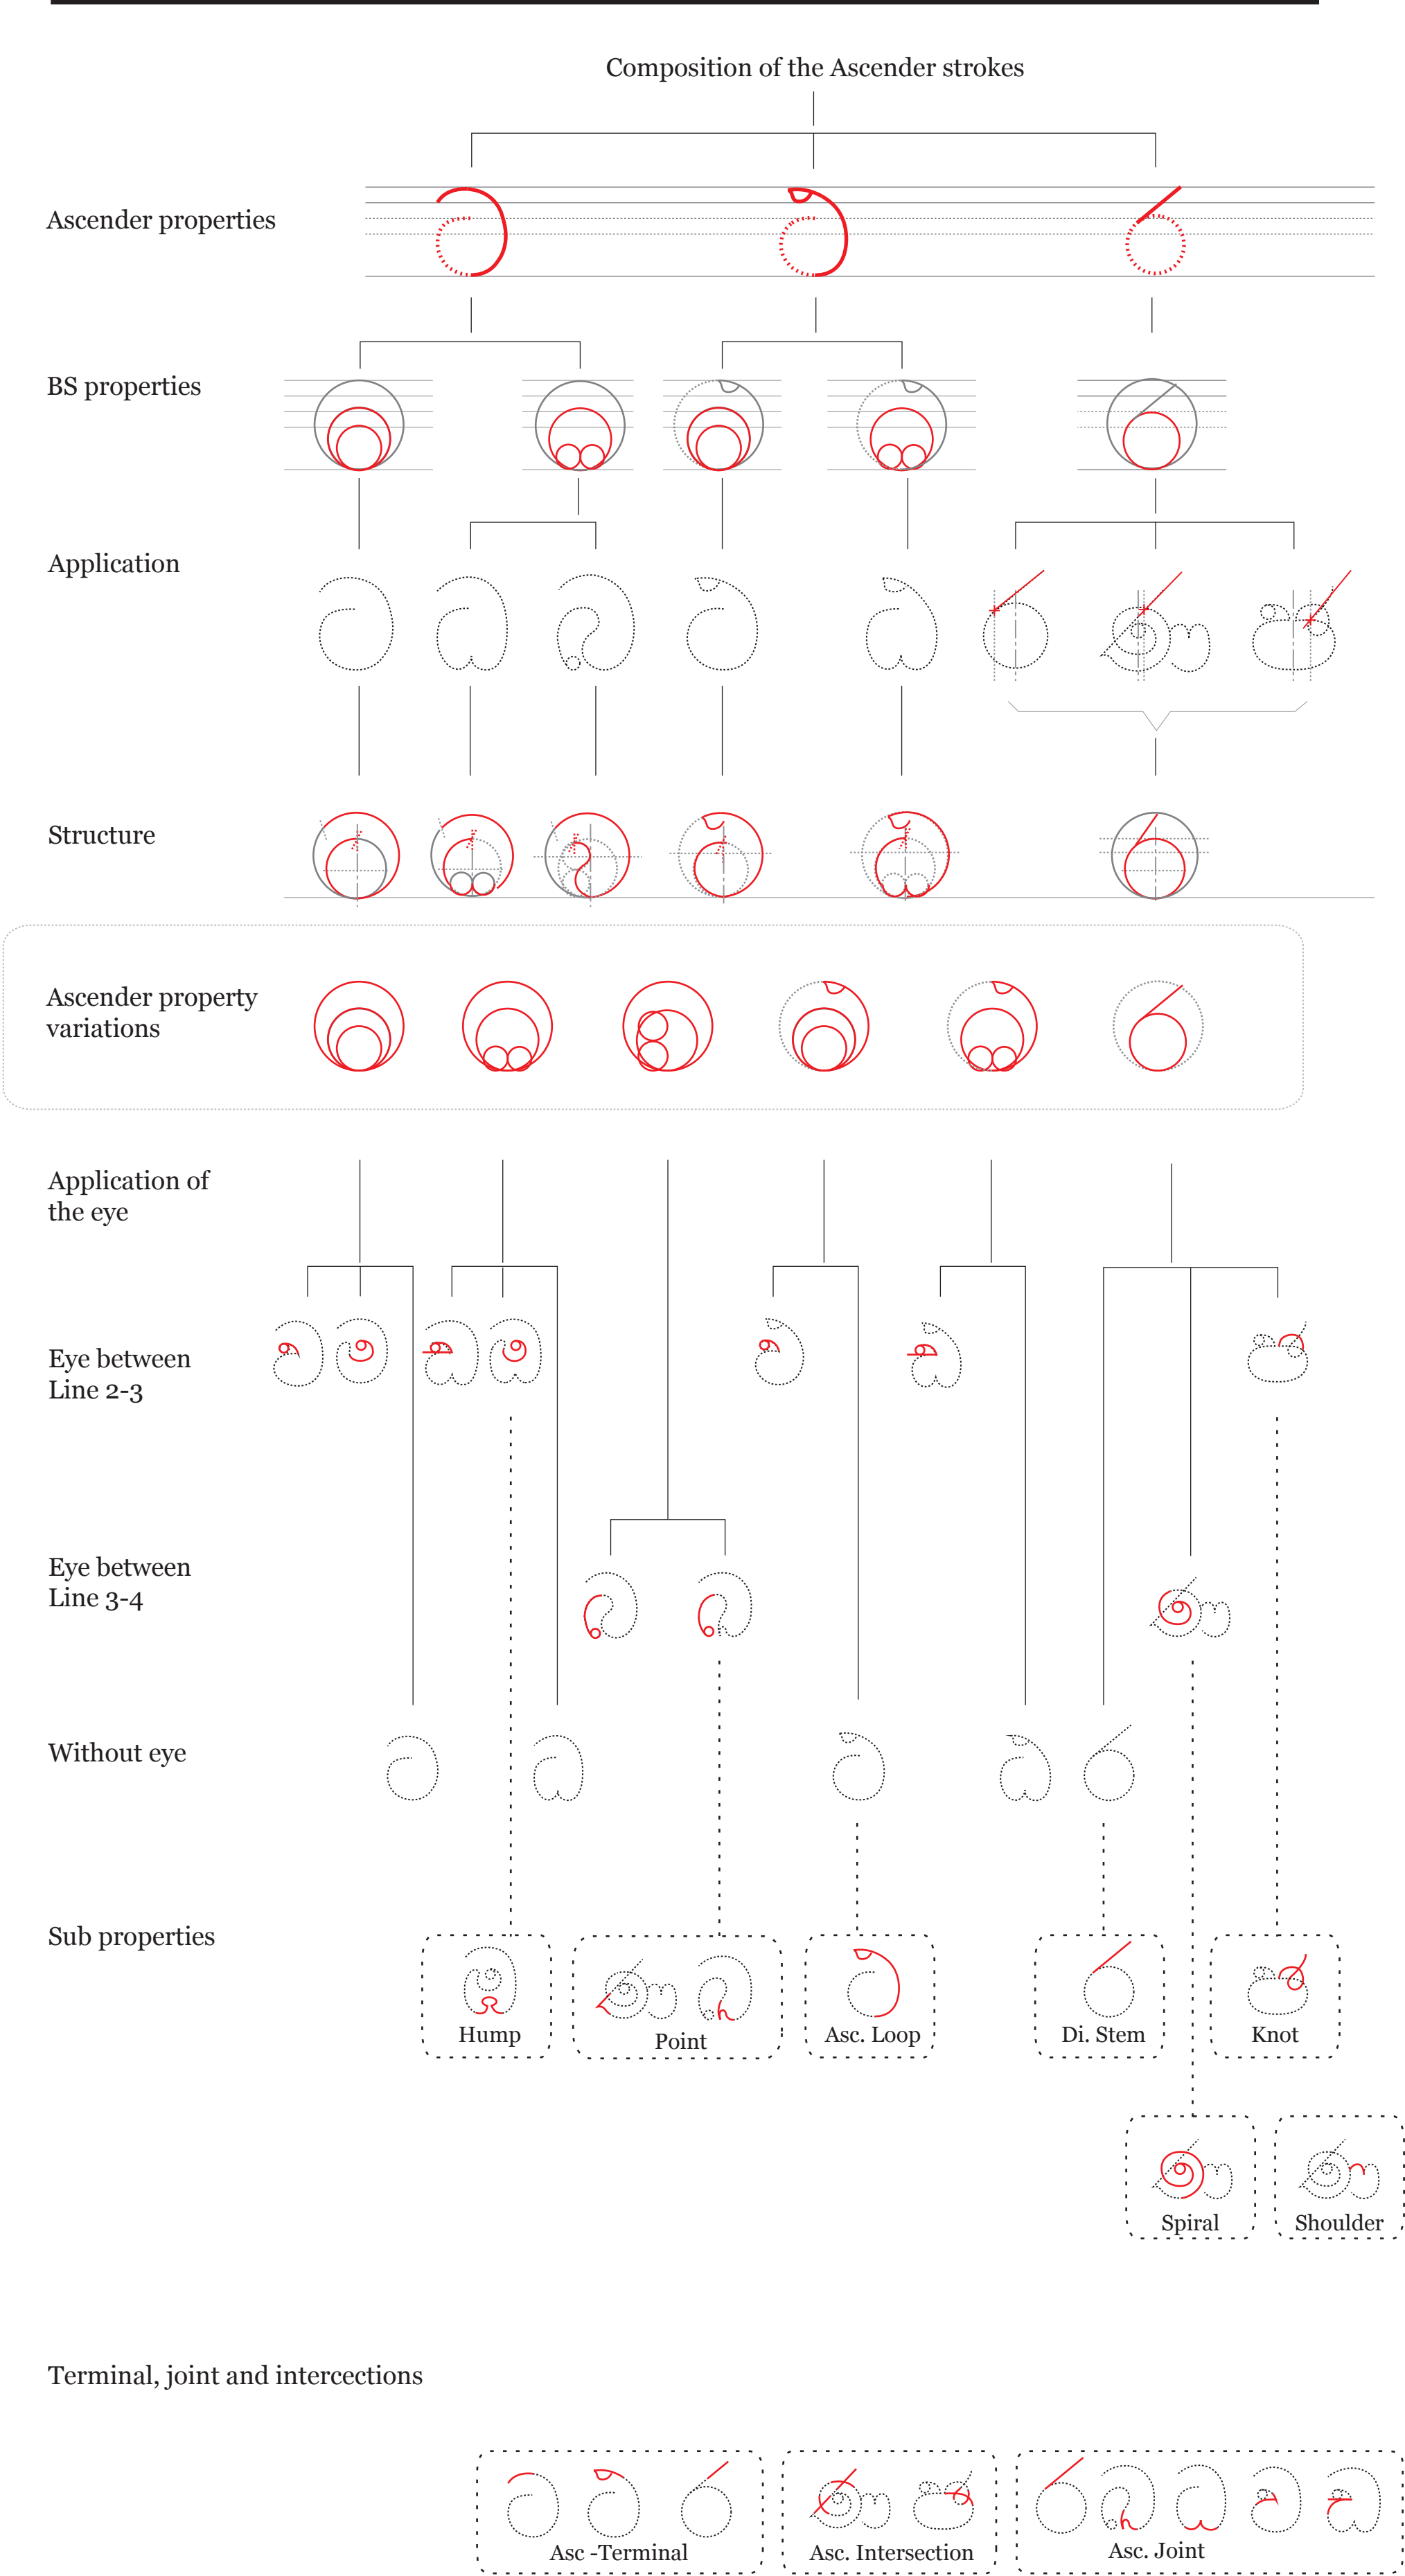 Composition of the Ascender strokes
Ascender properties
BS properties
Application
Structure
Ascender property
variations
Application of
the eye
Eye between
Line 2-3
Eye between
Line 3-4
Without eye
Sub properties
Hump
Point
Asc. Loop
Di. Stem
Knot
Spiral
Shoulder
Terminal, joint and intercections
Asc -Terminal
Asc. Intersection
Asc. Joint